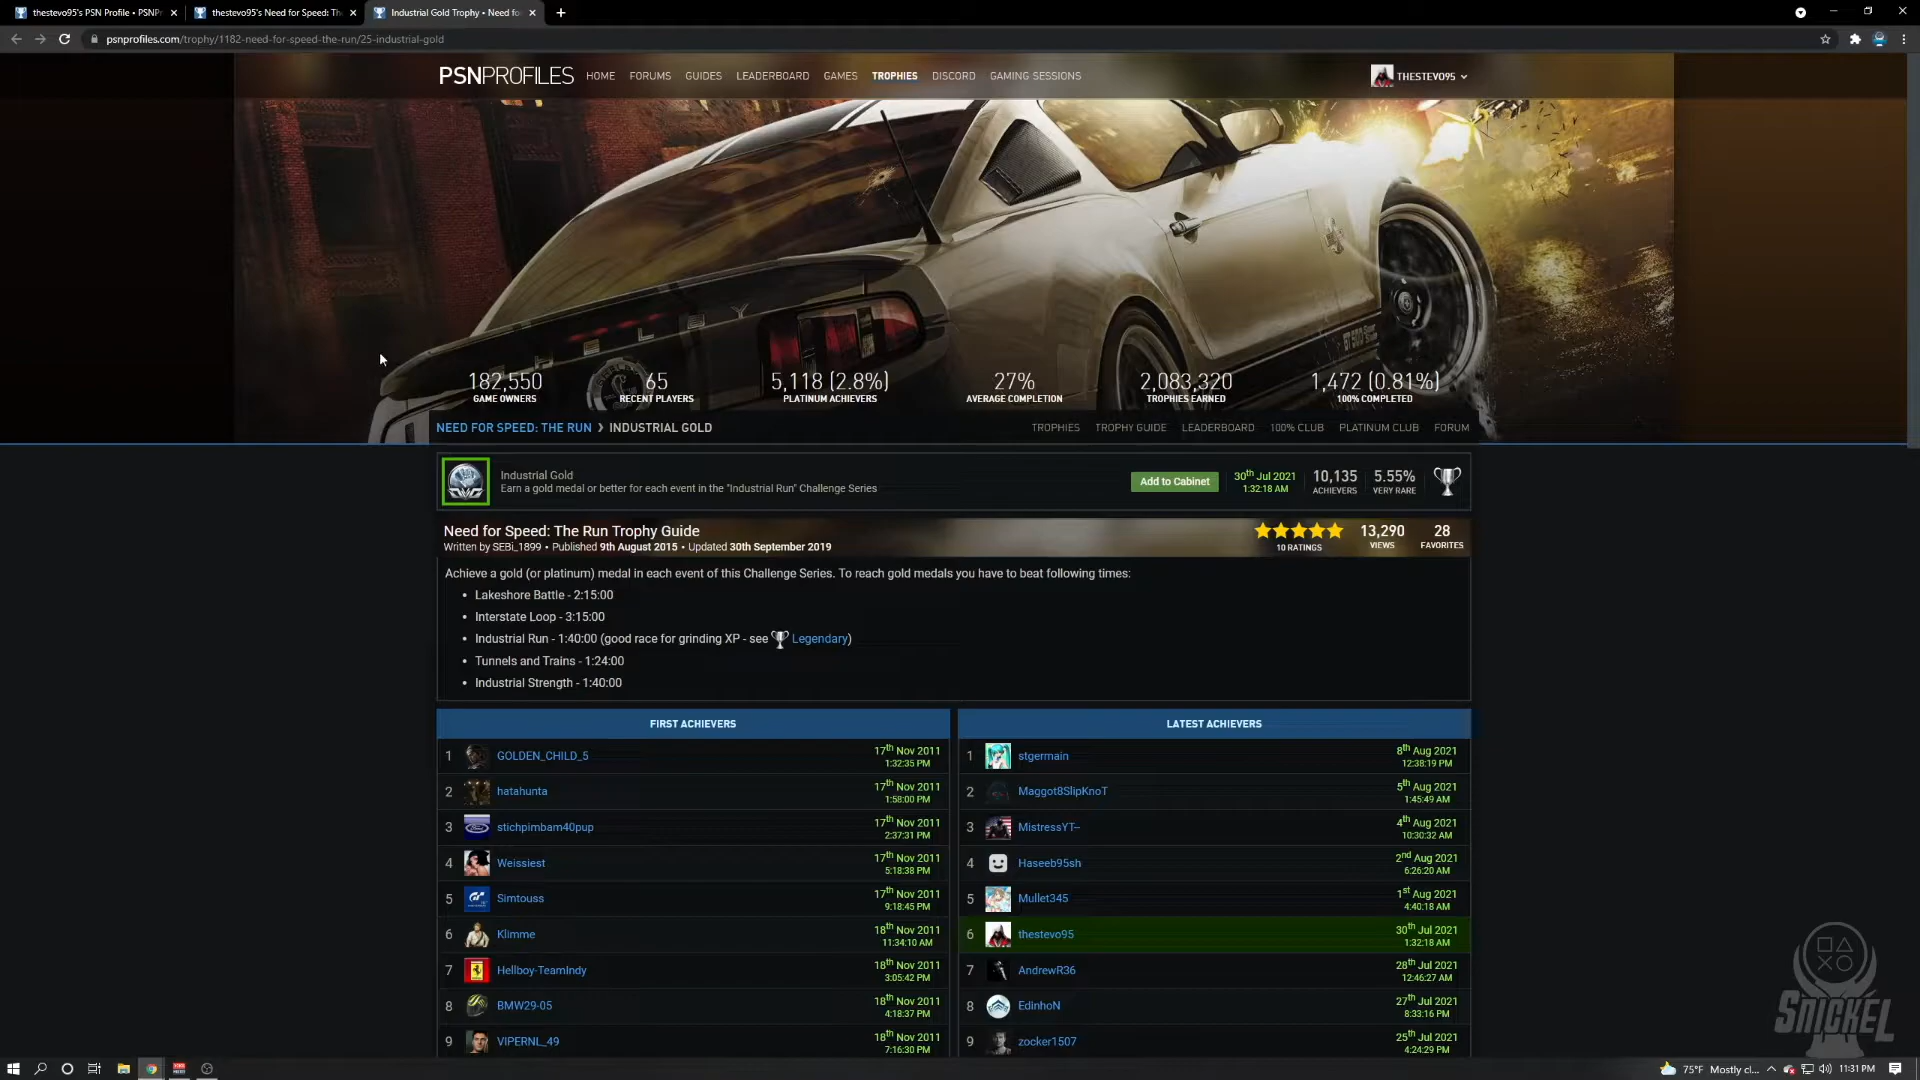 thestevo95's PSN Profile • PSNP
thestevo95's Need for Speed: Th
Industrial Gold Trophy • Need fo
psnprofiles.com/trophy/1182-need-for-speed-the-run/25-industrial-gold
PSNPROFILES HOME FORUMS GUIDES LEADERBOARD GAMES TROPHIES DISCORD GAMING SESSIONS THESTEVO95
SHELBY
182,550 65 5,118 (2.8%) 27% 2,083,320 1,472 (0.81%)
GAME OWNERS RECENT PLAYERS PLATINUM ACHIEVERS AVERAGE COMPLETION TROPHIES EARNED 100% COMPLETED
NEED FOR SPEED: THE RUN > INDUSTRIAL GOLD TROPHIES TROPHY GUIDE LEADERBOARD 100% CLUB PLATINUM CLUB FORUM
Industrial Gold
Earn a gold medal or better for each event in the "Industrial Run" Challenge Series
Add to Cabinet
30th Jul 2021
1:32:18 AM
10,135
ACHIEVERS
5.55%
VERY RARE
Need for Speed: The Run Trophy Guide
Written by SEBi_1899 • Published 9th August 2015 • Updated 30th September 2019
10 RATINGS
13,290
VIEWS
28
FAVORITES
Achieve a gold (or platinum) medal in each event of this Challenge Series. To reach gold medals you have to beat following times:
• Lakeshore Battle - 2:15:00
• Interstate Loop - 3:15:00
• Industrial Run - 1:40:00 (good race for grinding XP - see Legendary)
• Tunnels and Trains - 1:24:00
• Industrial Strength - 1:40:00
FIRST ACHIEVERS
1 GOLDEN_CHILD_5 17th Nov 2011
1:32:35 PM
2 hatahunta 17th Nov 2011
1:58:00 PM
3 stichpimbam40pup 17th Nov 2011
2:37:31 PM
4 Weissiest 17th Nov 2011
5:18:38 PM
5 Simtouss 17th Nov 2011
9:18:45 PM
6 Klimme 18th Nov 2011
11:34:10 AM
7 Hellboy-TeamIndy 18th Nov 2011
3:05:42 PM
8 BMW29-05 18th Nov 2011
4:18:37 PM
9 VIPERNL_49 18th Nov 2011
7:16:30 PM
LATEST ACHIEVERS
1 stgermain 8th Aug 2021
12:38:19 PM
2 Maggot8SlipKnoT 5th Aug 2021
1:45:49 AM
3 MistressYT-- 4th Aug 2021
10:30:32 AM
4 Haseeb95sh 2nd Aug 2021
6:26:20 AM
5 Mullet345 1st Aug 2021
4:40:18 AM
6 thestevo95 30th Jul 2021
1:32:18 AM
7 AndrewR36 28th Jul 2021
12:46:27 AM
8 EdinhoN 27th Jul 2021
8:33:16 PM
9 zocker1507 25th Jul 2021
4:24:29 PM
SNICKEL
75°F Mostly cl... 11:31 PM